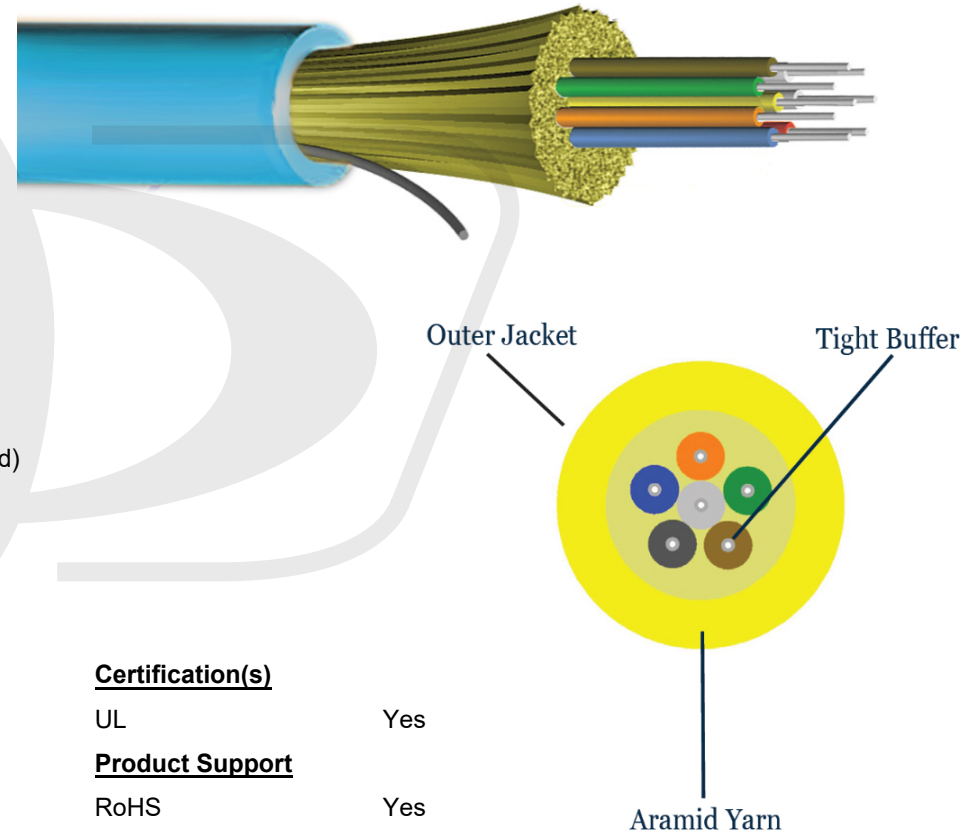 Outer Jacket
Tight Buffer
d)
Certification(s)
UL Yes
Product Support
RoHS Yes
Aramid Yarn